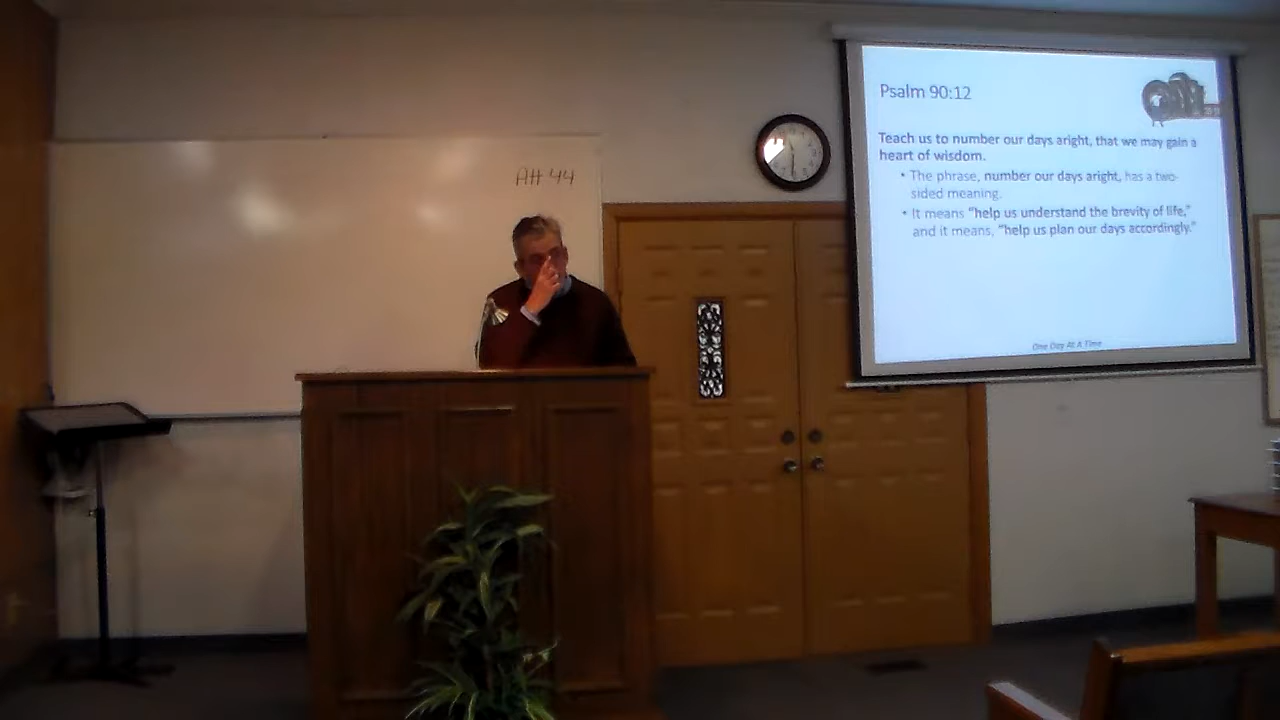 AH 44
Psalm 90:12
Teach us to number our days aright, that we may gain a
heart of wisdom.
• The phrase, number our days aright, has a two-
sided meaning.
• It means "help us understand the brevity of life,"
and it means, "help us plan our days accordingly."
One Day At A Time